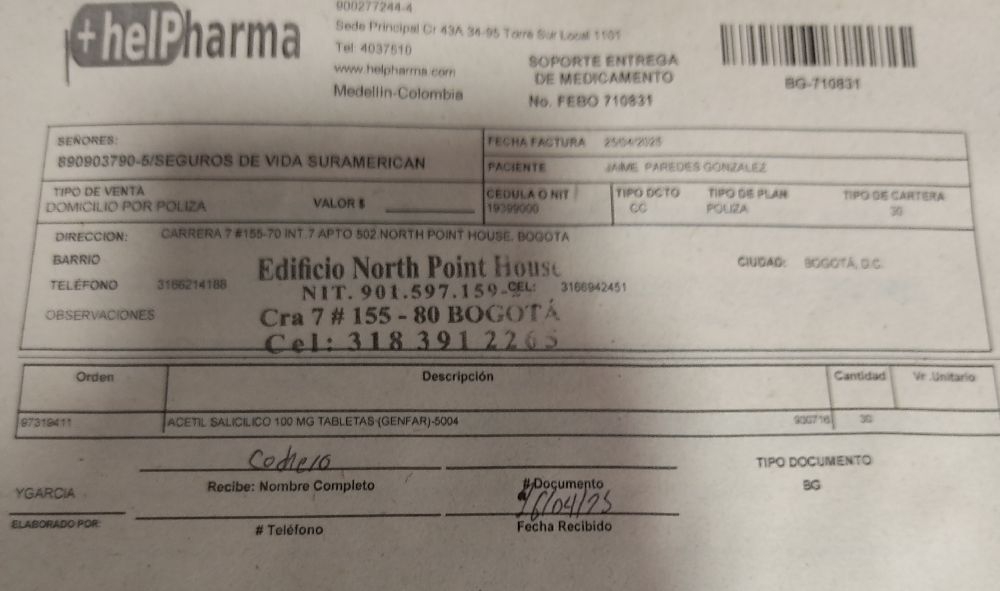 +helPharma
900277244-4
Sede Principal Cr 43A 34-95 Torre Sur Local 1101
Tel: 4037610
www.helpharma.com
Medellin-Colombia
SOPORTE ENTREGA
DE MEDICAMENTO
No. FEBO 710831
BG-710831
SEÑORES:
890903790-5/SEGUROS DE VIDA SURAMERICAN
FECHA FACTURA 25/04/2025
PACIENTE JAIME PAREDES GONZALEZ
TIPO DE VENTA
DOMICILIO POR POLIZA
VALOR $
CEDULA O NIT
19399000
TIPO DCTO
CC
TIPO DE PLAN
POLIZA
TIPO DE CARTERA
30
DIRECCION: CARRERA 7 #155-70 INT.7 APTO 502 NORTH POINT HOUSE. BOGOTA
BARRIO
CIUDAD: BOGOTÁ, D.C.
TELÉFONO 3166214188
CEL: 3166942451
OBSERVACIONES
Edificio North Point House
NIT. 901.597.159-
Cra 7 # 155 - 80 BOGOTÁ
Cel: 318 391 2265
Orden Descripción Cantidad Vr .Unitario
97319411 ACETIL SALICILICO 100 MG TABLETAS (GENFAR)-5004 930716 30
Recibe: Nombre Completo
#Documento
TIPO DOCUMENTO
BG
YGARCIA
ELABORADO POR:
# Teléfono
26/04/25
Fecha Recibido